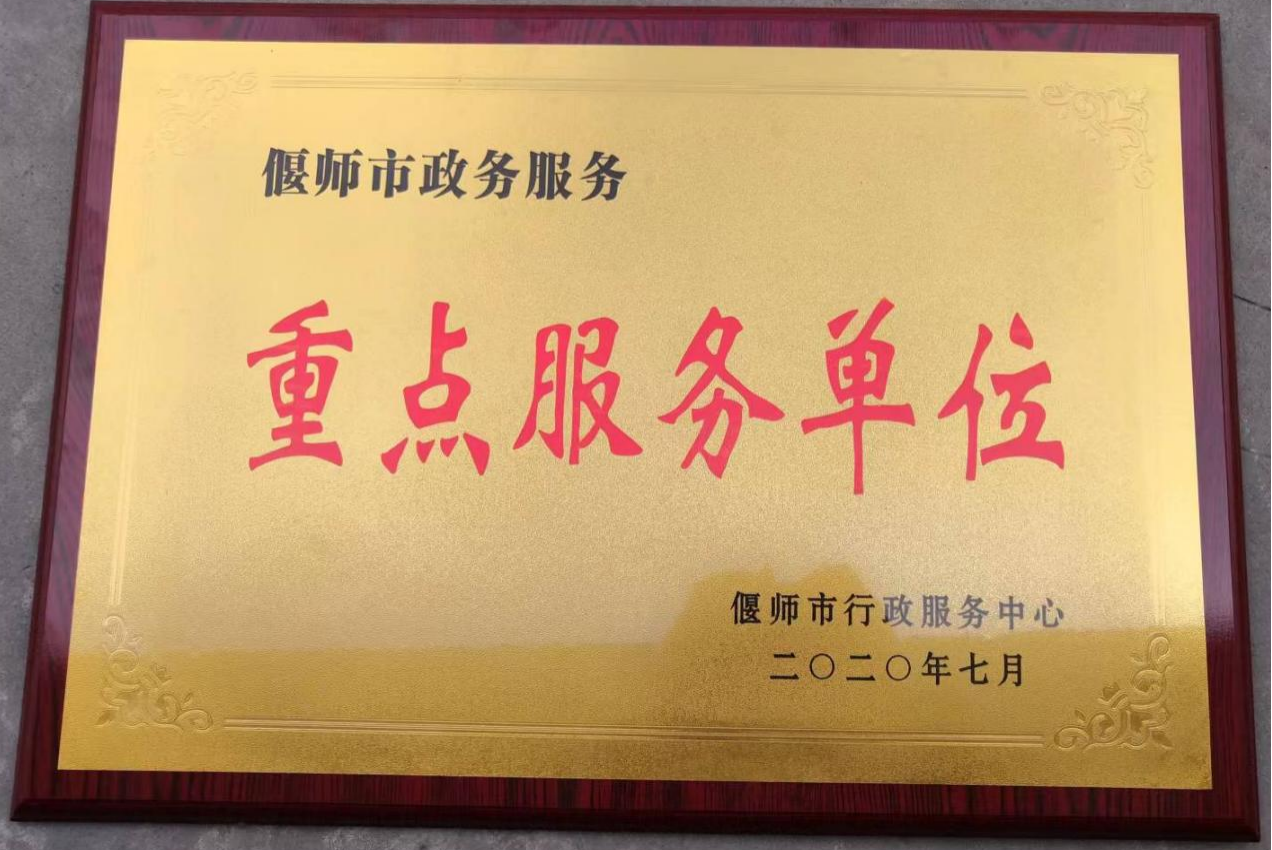 偃师市政务服务
重点服务单位
偃师市行政服务中心
二〇二〇年七月